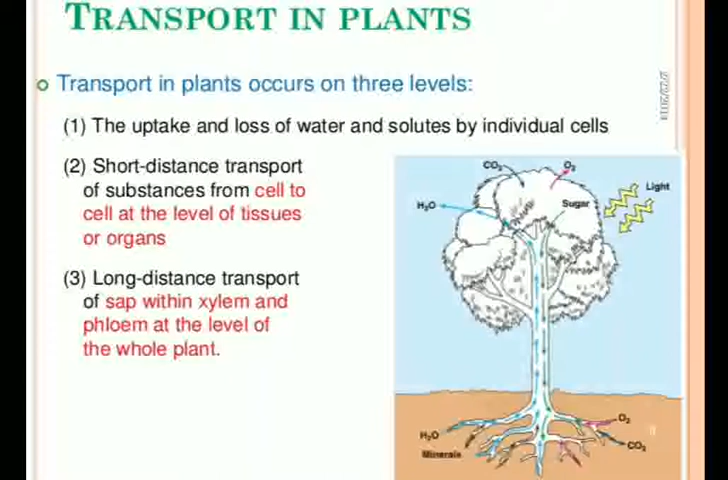 TRANSPORT IN PLANTS
Transport in plants occurs on three levels:
(1) The uptake and loss of water and solutes by individual cells
(2) Short-distance transport
of substances from cell to
cell at the level of tissues
or organs
(3) Long-distance transport
of sap within xylem and
phloem at the level of
the whole plant.
CO₂
O₂
Light
H₂O
Sugar
O₂
H₂O
CO₂
Minerals